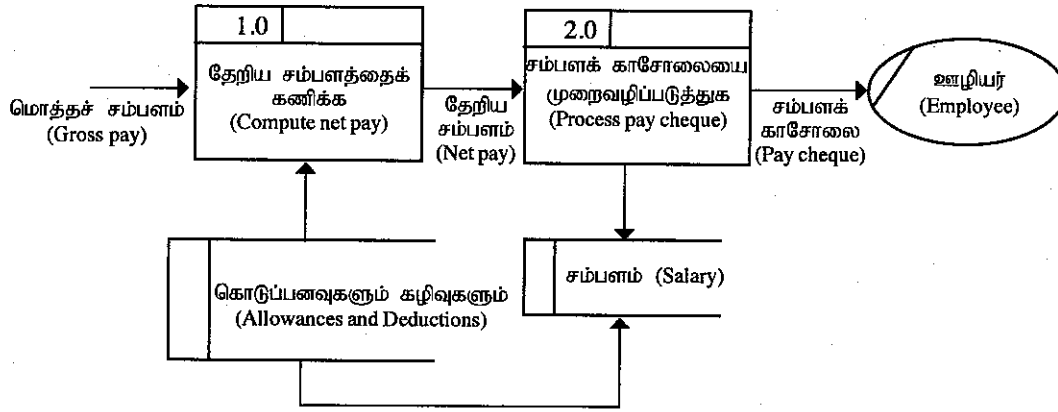 1.0
தேறிய சம்பளத்தைக்
கணிக்க
(Compute net pay)
மொத்தச் சம்பளம்
(Gross pay)
தேறிய
சம்பளம்
(Net pay)
2.0
சம்பளக் காசோலையை
முறைவழிப்படுத்துக
(Process pay cheque)
சம்பளக்
காசோலை
(Pay cheque)
ஊழியர்
(Employee)
கொடுப்பனவுகளும் கழிவுகளும்
(Allowances and Deductions)
சம்பளம் (Salary)